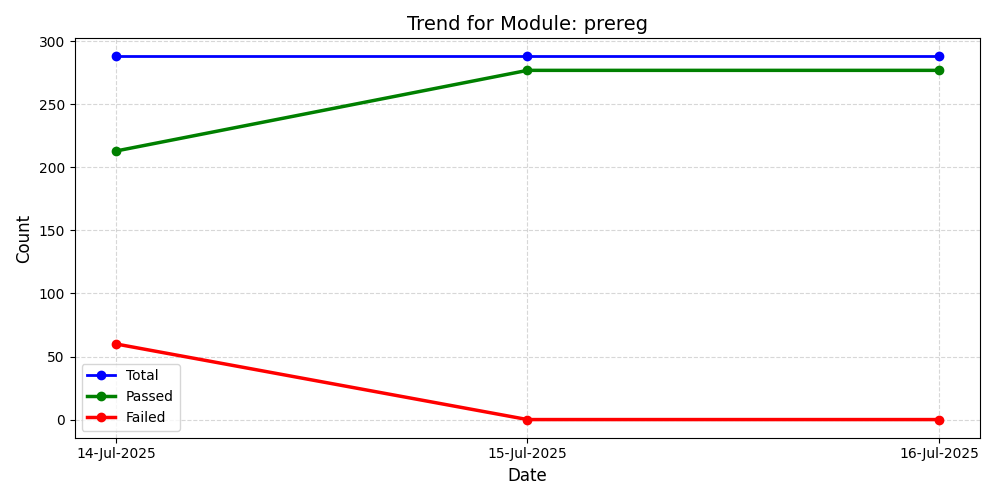 Trend for Module: prereg
300
250
200
150
100
50
0
Count
Total
Passed
Failed
14-Jul-2025
15-Jul-2025
16-Jul-2025
Date